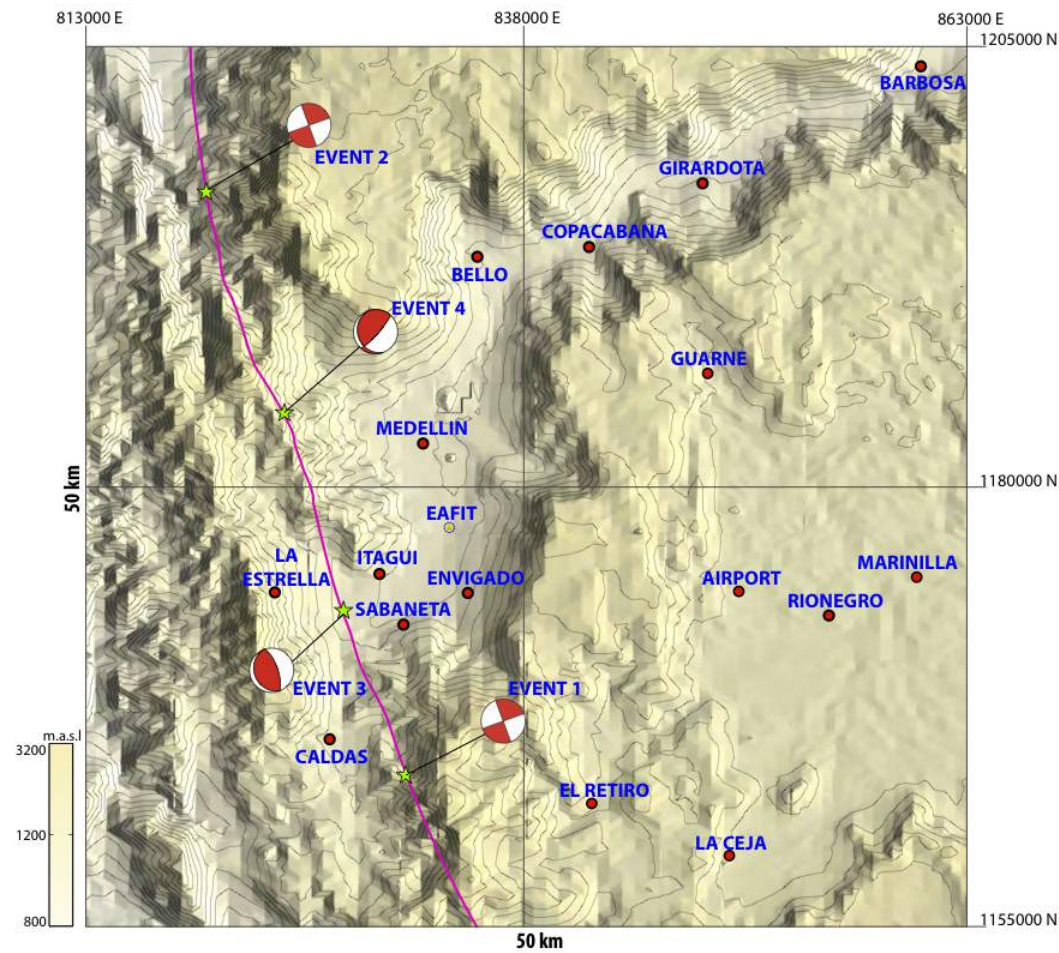 813000 E
838000 E
863000 E
1205000 N
BARBOSA
EVENT 2
GIRARDOTA
COPACABANA
BELLO
EVENT 4
GUARNE
MEDELLIN
50 km
1180000 N
EAFIT
LA
ESTRELLA
ITAGUI
ENVIGADO
AIRPORT
MARINILLA
SABANETA
RIONEGRO
EVENT 3
EVENT 1
m.a.s.l
3200
CALDAS
EL RETIRO
1200
LA CEJA
800
1155000 N
50 km